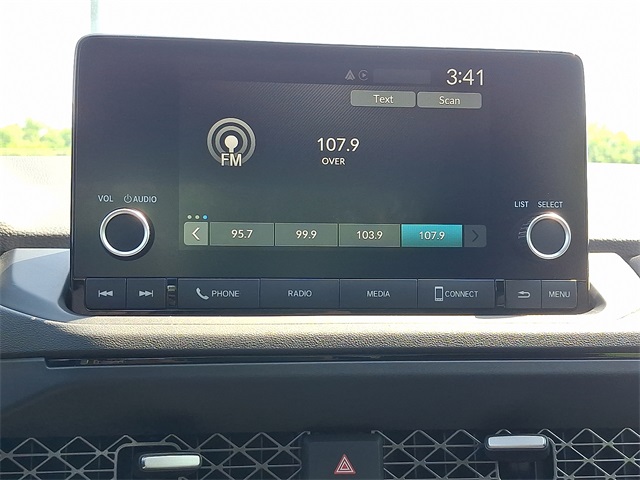 3:41
Text Scan
FM
107.9
OVER
VOL AUDIO
LIST SELECT
95.7 99.9 103.9 107.9
PHONE RADIO MEDIA CONNECT MENU